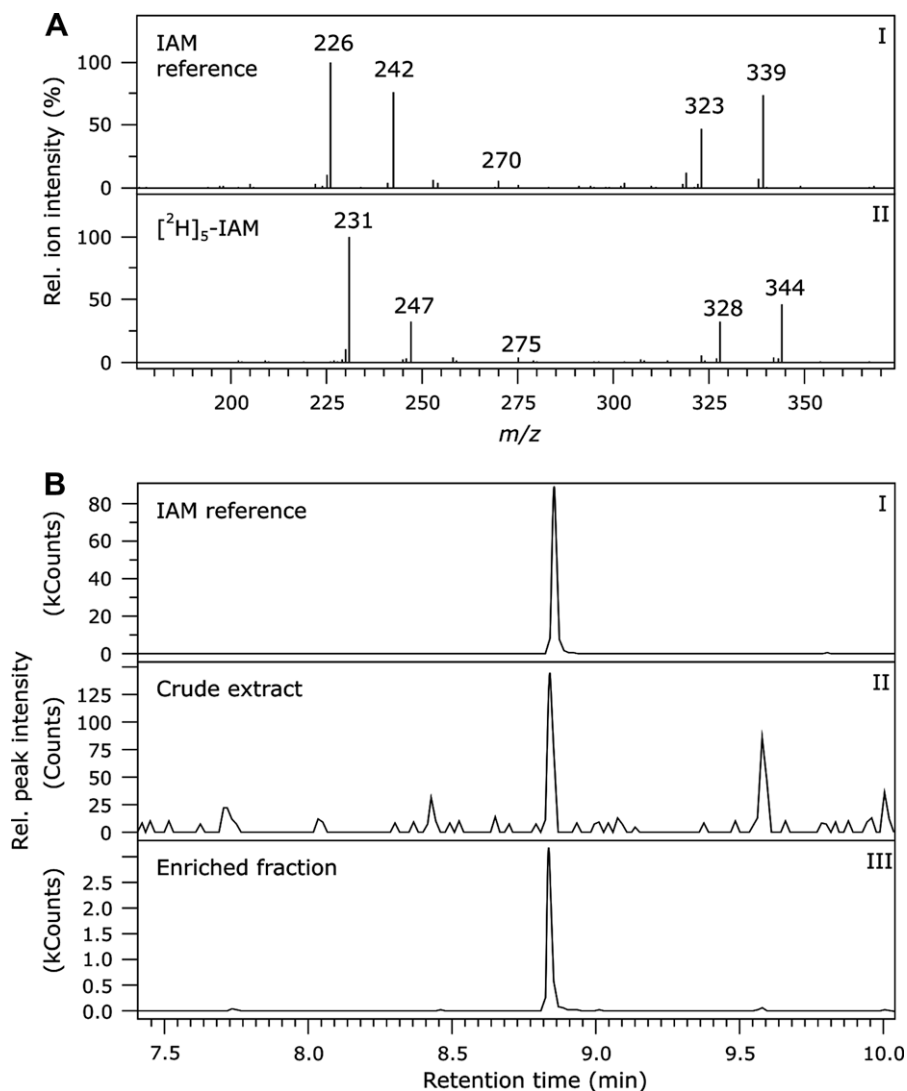 A
IAM
reference
I
226
242
270
323
339
100
50
0
Rel. ion intensity (%)
[²H]₅-IAM
II
231
247
275
328
344
100
50
0
200 225 250 275 300 325 350
m/z
B
IAM reference
I
80
60
40
20
0
(kCounts)
Crude extract
II
125
100
75
50
25
0
(Counts)
Rel. peak intensity
Enriched fraction
III
2.5
2.0
1.5
1.0
0.5
0.0
(kCounts)
7.5 8.0 8.5 9.0 9.5 10.0
Retention time (min)